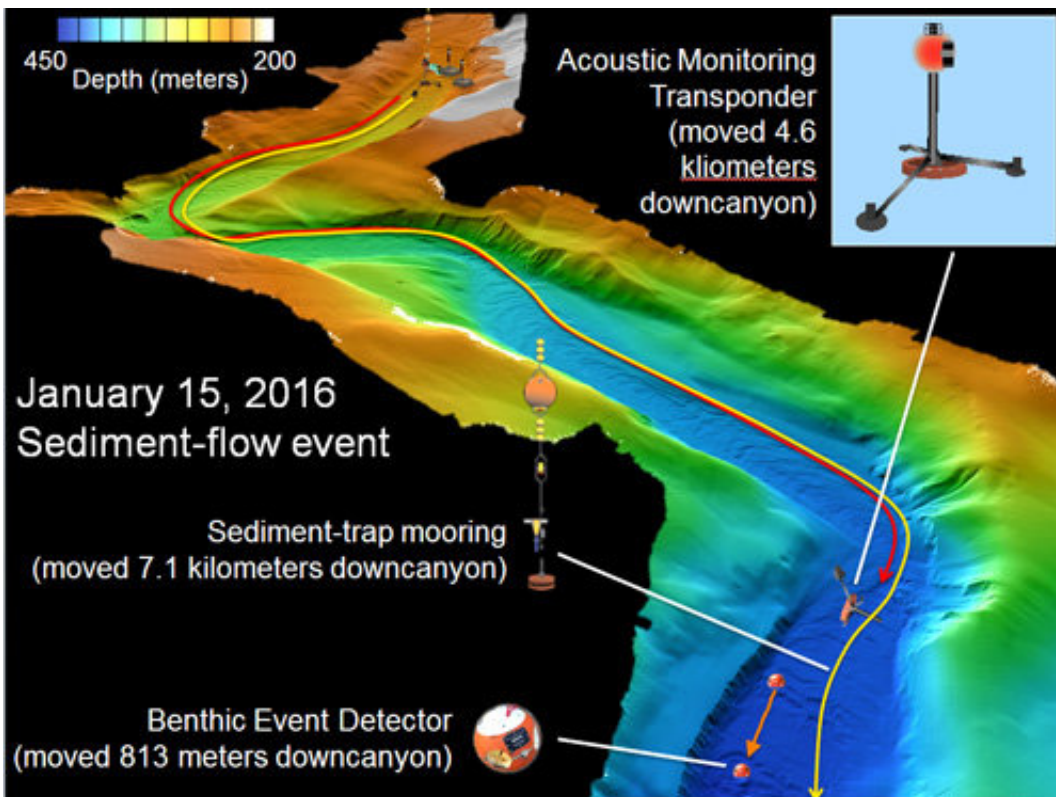 450 200
Depth (meters)
Acoustic Monitoring
Transponder
(moved 4.6
kliometers
downcanyon)
January 15, 2016
Sediment-flow event
Sediment-trap mooring
(moved 7.1 kilometers downcanyon)
Benthic Event Detector
(moved 813 meters downcanyon)